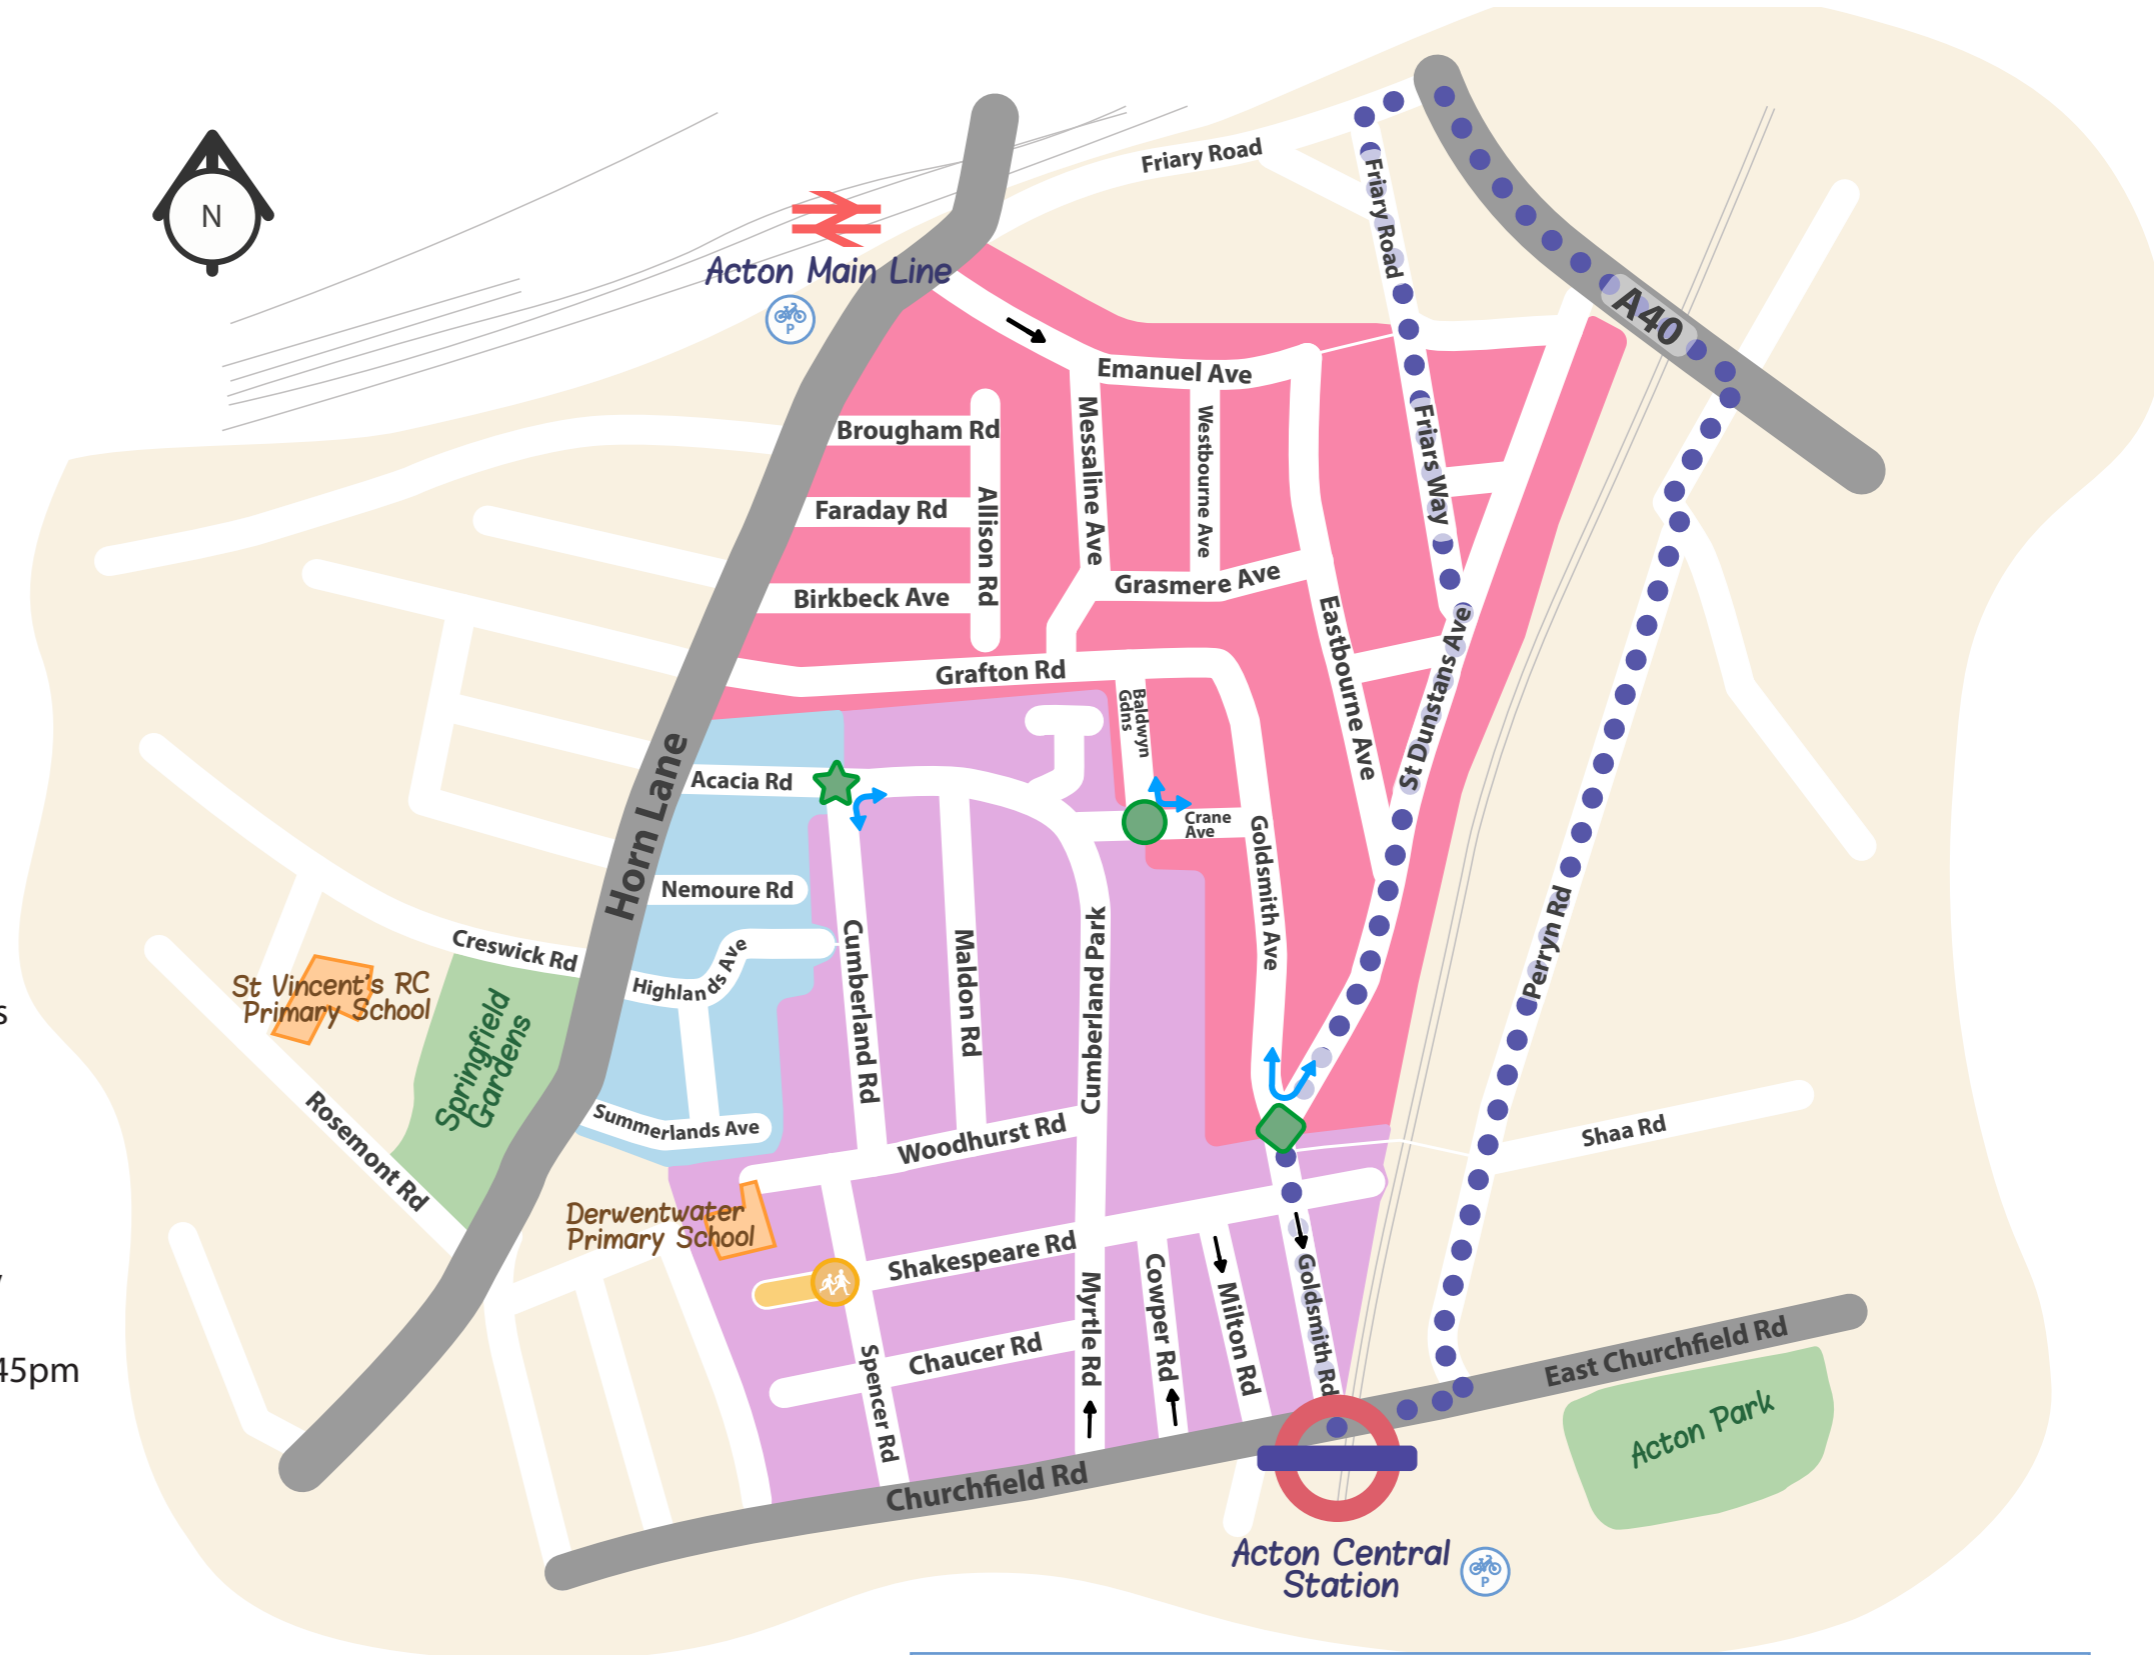 N
Acton Main Line
P
Friary Road
Friary Road
A40
Emanuel Ave
Brougham Rd
Messaline Ave
Westbourne Ave
Friars Way
Faraday Rd
Allison Rd
Birkbeck Ave
Grasmere Ave
Eastbourne Ave
St Dunstans Ave
Grafton Rd
Baldwyn
Gdns
Horn Lane
Acacia Rd
Crane
Ave
Goldsmith Ave
Nemoure Rd
Perryn Rd
Creswick Rd
Cumberland Rd
Maldon Rd
Cumberland Park
Highlands Ave
St Vincent's RC
Primary School
Springfield
Gardens
s
Summerlands Ave
Rosemont Rd
Woodhurst Rd
Shaa Rd
Derwentwater
Primary School
Shakespeare Rd
Myrtle Rd
Cowper Rd
Milton Rd
Goldsmith Rd
y
Chaucer Rd
Spencer Rd
45pm
East Churchfield Rd
Acton Park
Churchfield Rd
Acton Central
Station
P